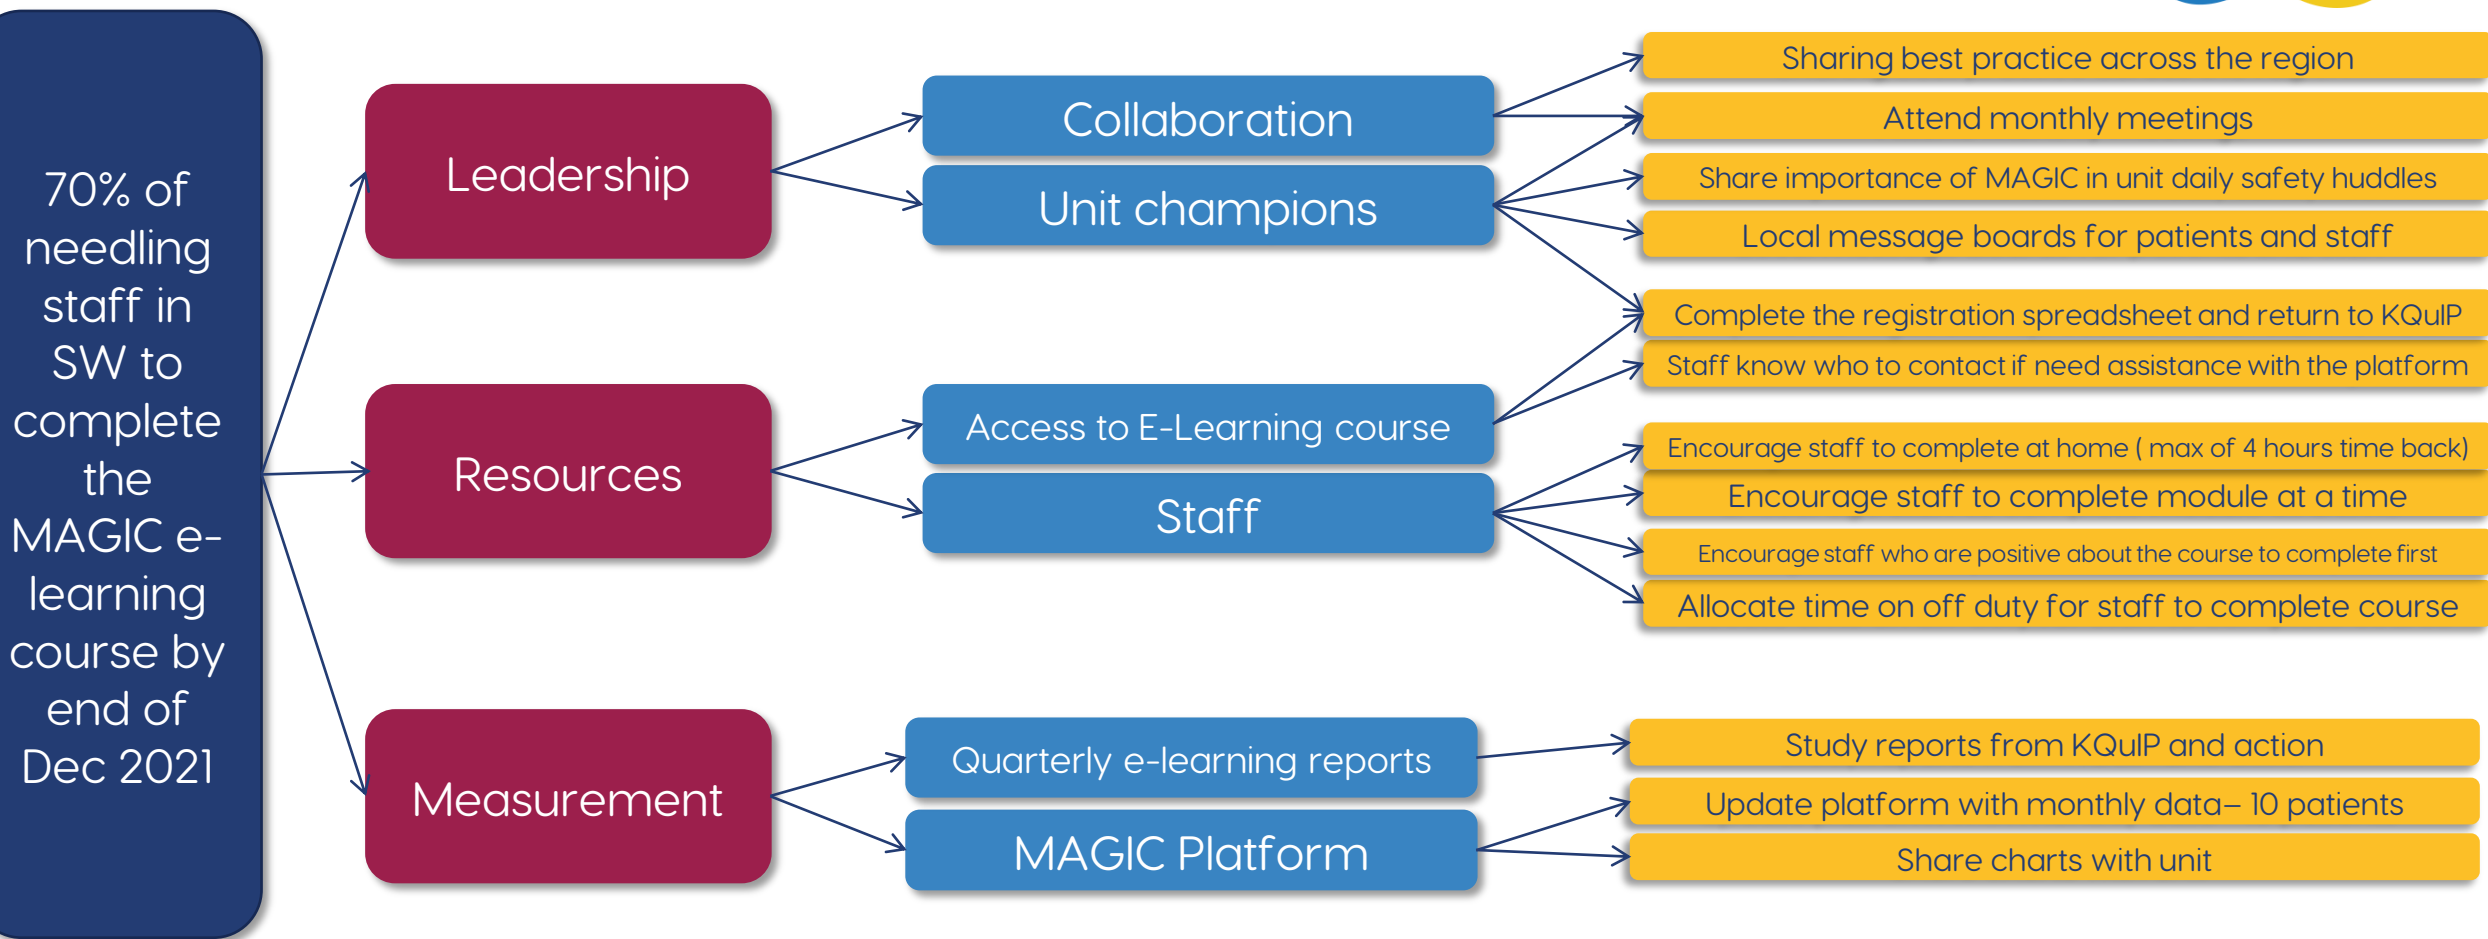 70% of
needling
staff in
SW to
complete
the
MAGIC e-
learning
course by
end of
Dec 2021
Leadership
Resources
Measurement
Collaboration
Unit champions
Access to E-Learning course
Staff
Quarterly e-learning reports
MAGIC Platform
Sharing best practice across the region
Attend monthly meetings
Share importance of MAGIC in unit daily safety huddles
Local message boards for patients and staff
Complete the registration spreadsheet and return to KQuIP
Staff know who to contact if need assistance with the platform
Encourage staff to complete at home ( max of 4 hours time back)
Encourage staff to complete module at a time
Encourage staff who are positive about the course to complete first
Allocate time on off duty for staff to complete course
Study reports from KQuIP and action
Update platform with monthly data– 10 patients
Share charts with unit